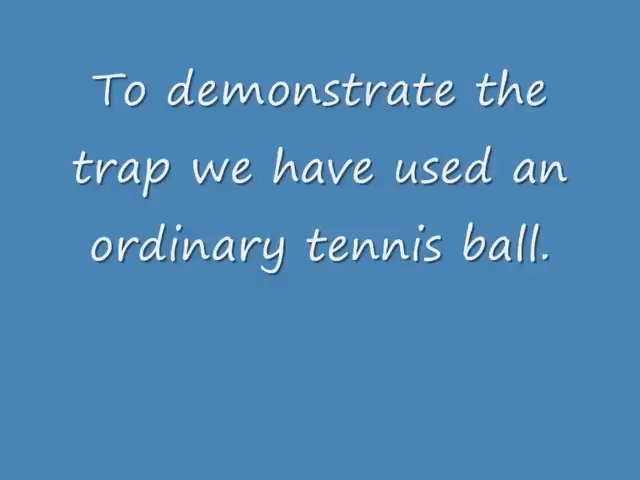 To demonstrate the
trap we have used an
ordinary tennis ball.